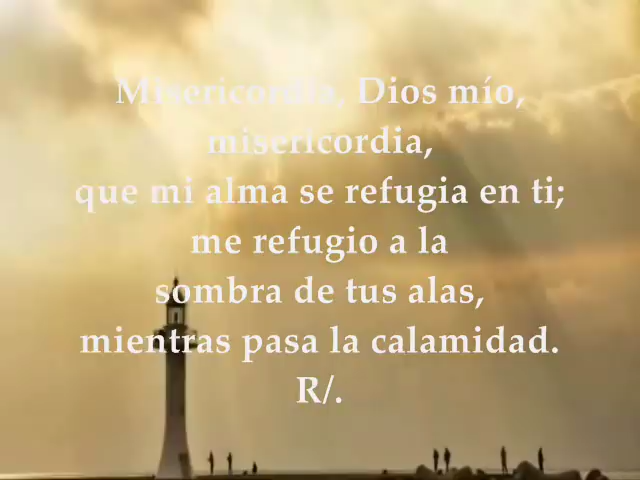 Misericordia, Dios mío,
misericordia,
que mi alma se refugia en ti;
me refugio a la
sombra de tus alas,
mientras pasa la calamidad.
R/.